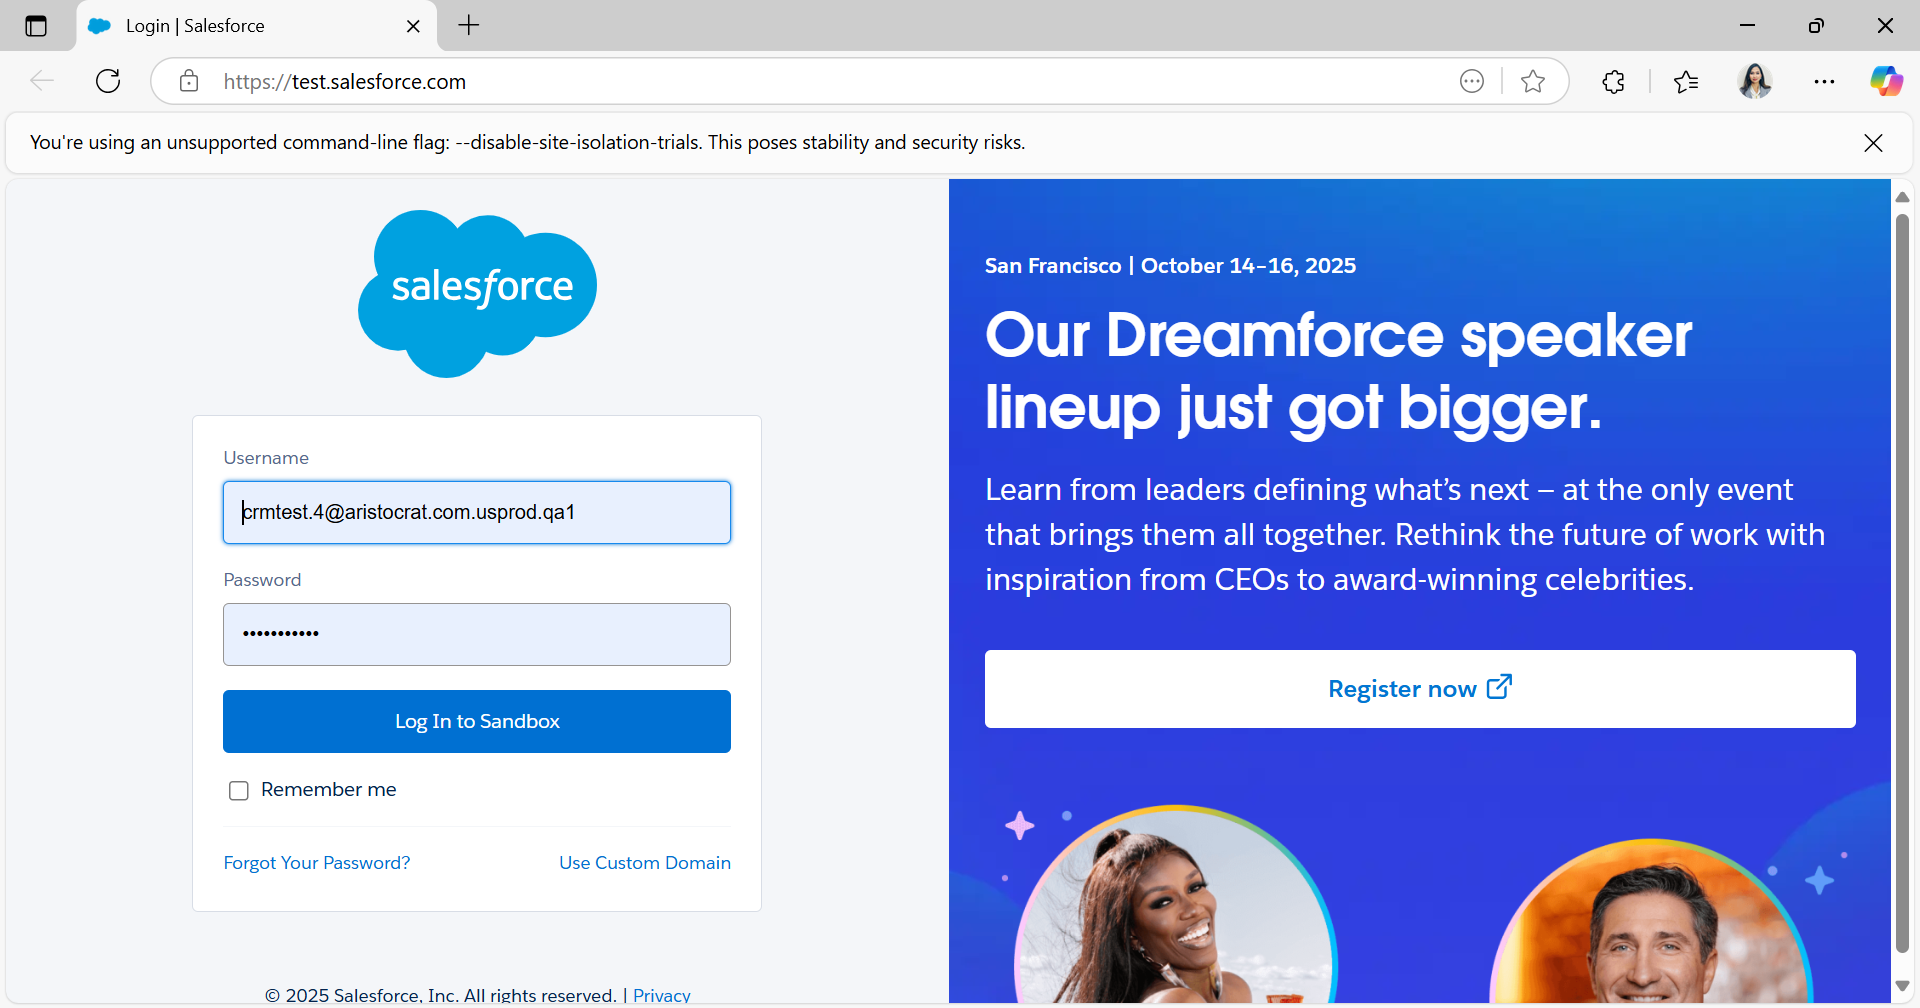 Login | Salesforce
https://test.salesforce.com
You're using an unsupported command-line flag: --disable-site-isolation-trials. This poses stability and security risks.
salesforce
Username
crmtest.4@aristocrat.com.usprod.qa1
Password
•••••••••••
Log In to Sandbox
Remember me
Forgot Your Password?
Use Custom Domain
© 2025 Salesforce, Inc. All rights reserved. | Privacy
San Francisco | October 14–16, 2025
Our Dreamforce speaker
lineup just got bigger.
Learn from leaders defining what’s next – at the only event
that brings them all together. Rethink the future of work with
inspiration from CEOs to award-winning celebrities.
Register now